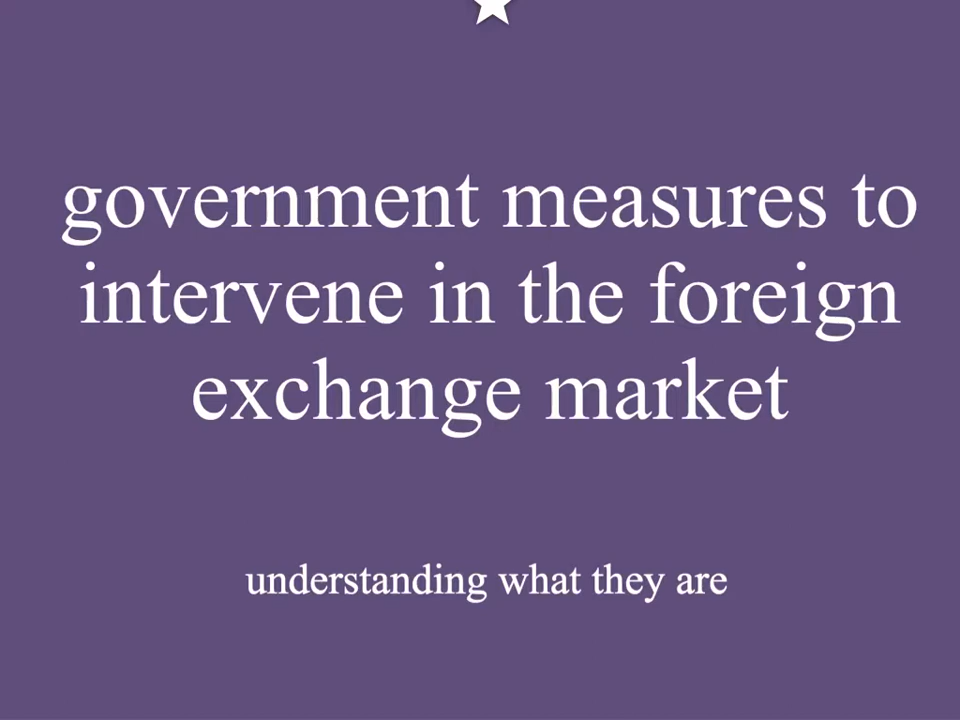 government measures to
intervene in the foreign
exchange market
understanding what they are